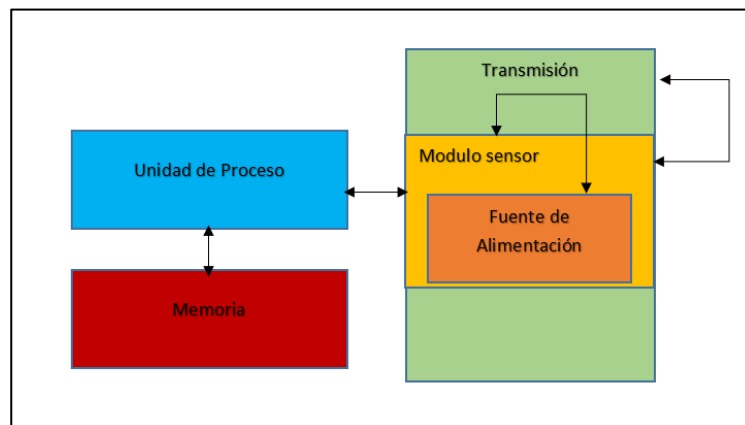 Transmisión
Modulo sensor
Unidad de Proceso
Fuente de
Alimentación
Memoria